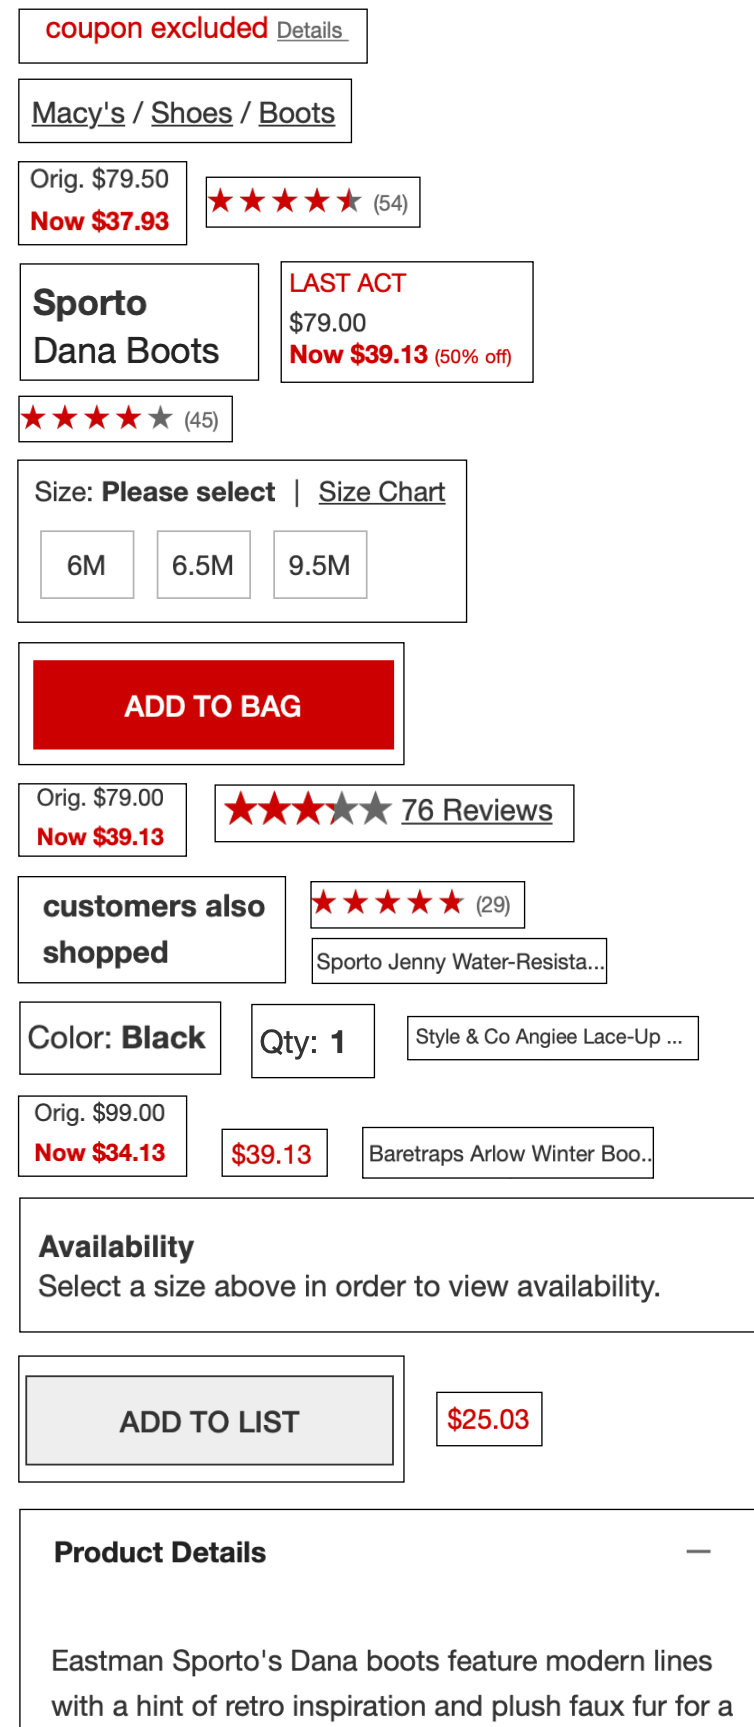 coupon excluded Details
Macy's / Shoes / Boots
Orig. $79.50
Now $37.93
(54)
Sporto
Dana Boots
LAST ACT
$79.00
Now $39.13 (50% off)
(45)
Size: Please select | Size Chart
6M 6.5M 9.5M
ADD TO BAG
Orig. $79.00
Now $39.13
76 Reviews
customers also
shopped
(29)
Sporto Jenny Water-Resista...
Color: Black
Qty: 1
Style & Co Angiee Lace-Up ...
Orig. $99.00
Now $34.13
$39.13
Baretraps Arlow Winter Boo..
Availability
Select a size above in order to view availability.
ADD TO LIST
$25.03
Product Details
Eastman Sporto's Dana boots feature modern lines
with a hint of retro inspiration and plush faux fur for a